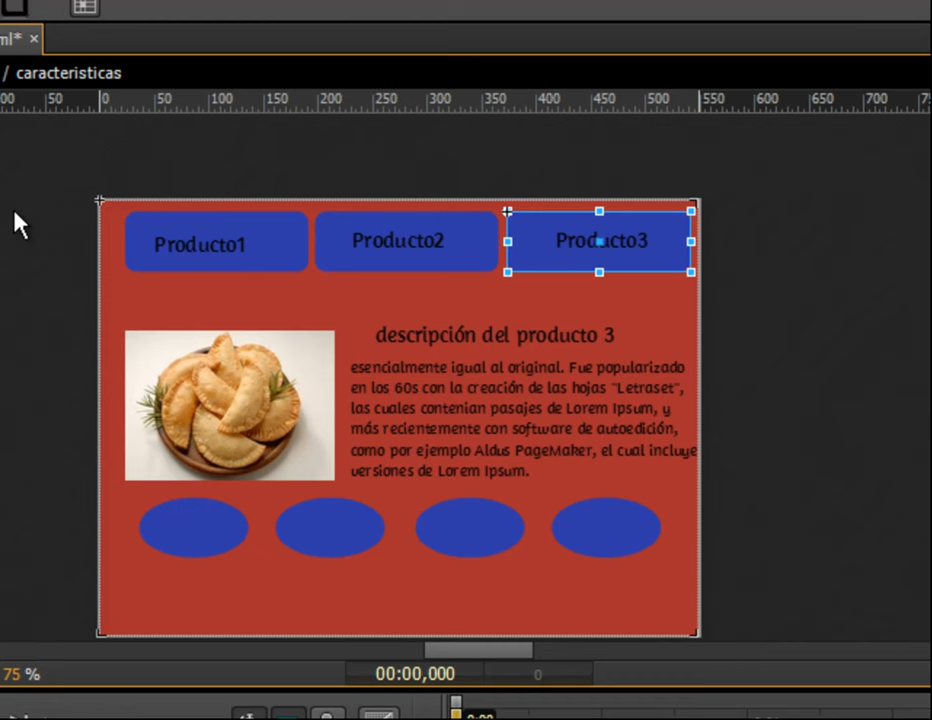 ml* ×
/ caracteristicas
00 50 0 50 100 150 200 250 300 350 400 450 500 550 600 650 700
Producto1 Producto2 Producto3
descripción del producto 3
esencialmente igual al original. Fue popularizado
en los 60s con la creación de las hojas "Letraset",
las cuales contenian pasajes de Lorem Ipsum, y
más recientemente con software de autoedición,
como por ejemplo Aldus PageMaker, el cual incluye
versiones de Lorem Ipsum.
75 % 00:00,000 0
0:00